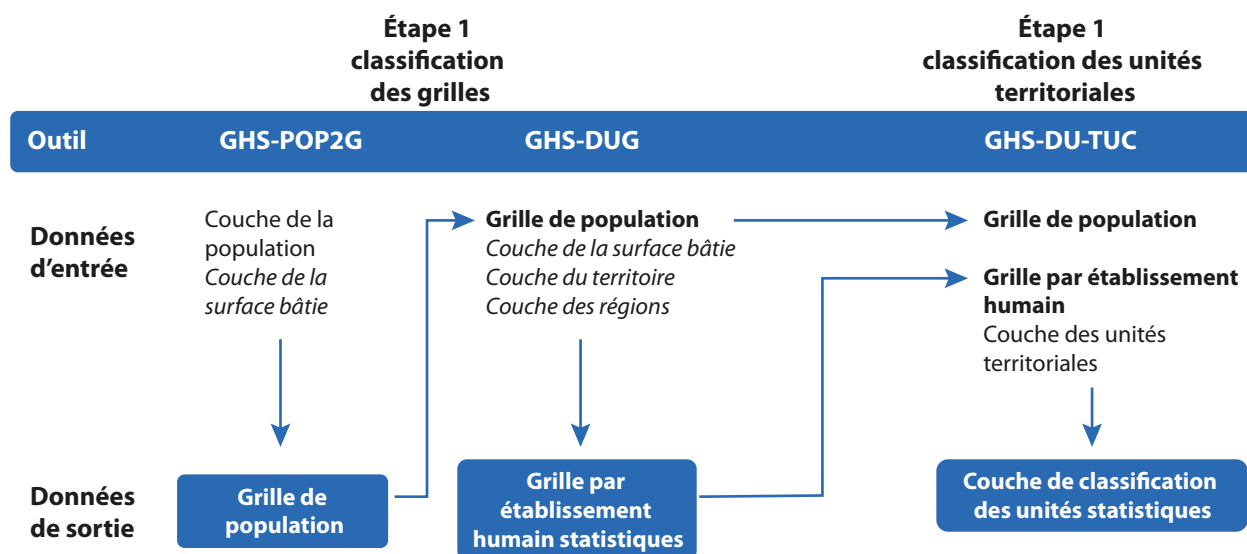 Étape 1
classification
des grilles
Étape 1
classification des unités
territoriales
Outil
GHS-POP2G
GHS-DUG
GHS-DU-TUC
Données
d’entrée
Couche de la
population
Couche de la
surface bâtie
Grille de population
Couche de la surface bâtie
Couche du territoire
Couche des régions
Grille de population
Grille par établissement
humain
Couche des unités
territoriales
Données
de sortie
Grille de
population
Grille par
établissement
humain statistiques
Couche de classification
des unités statistiques